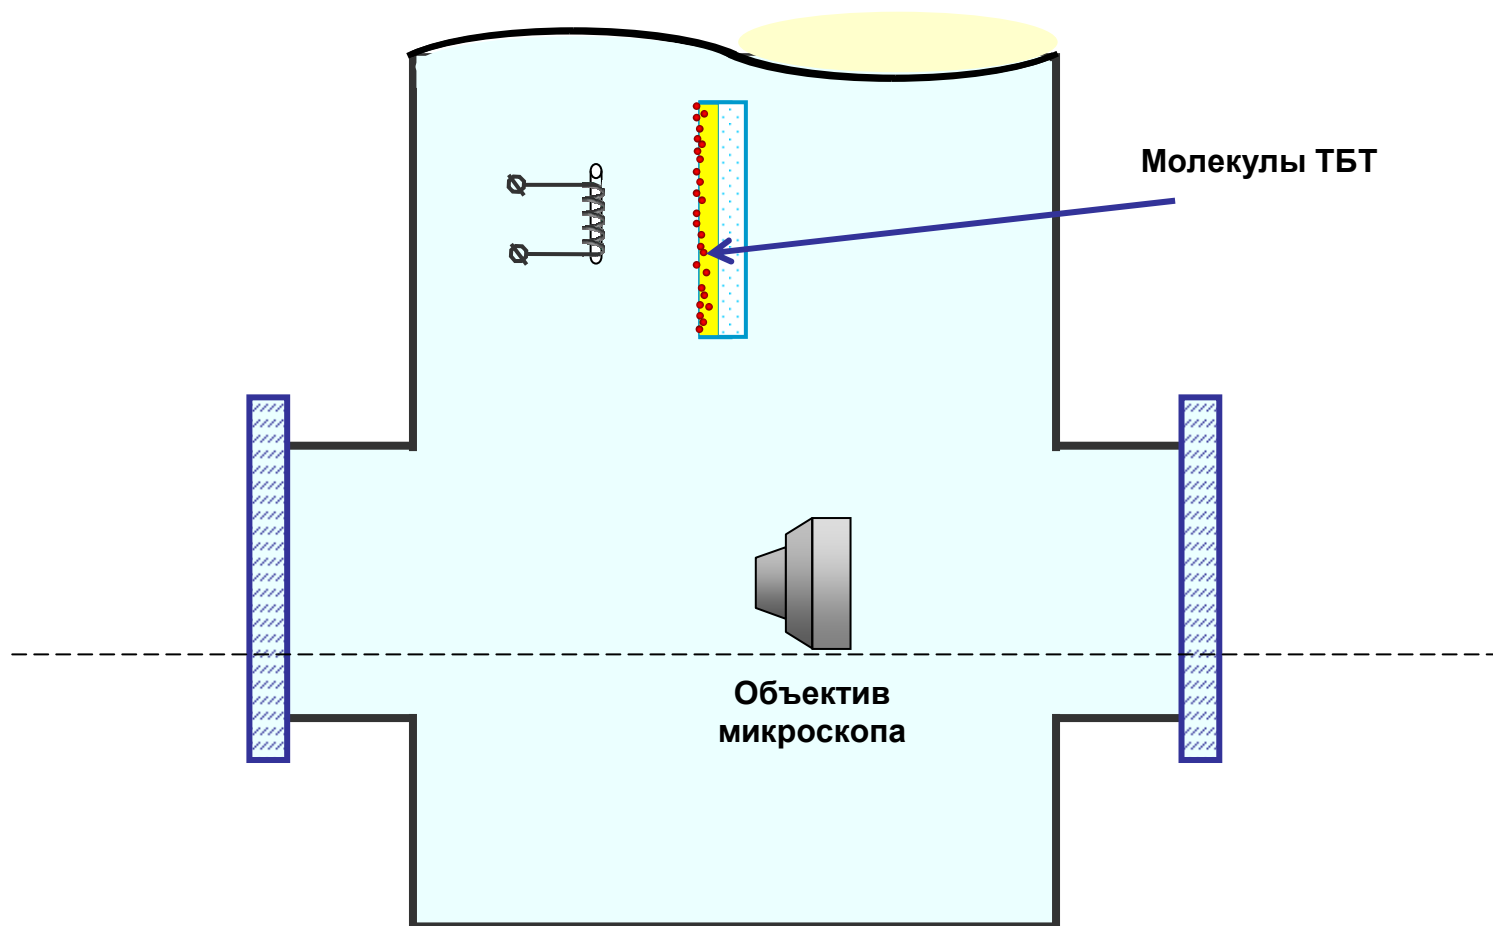 Молекулы ТБТ
Объектив
микроскопа